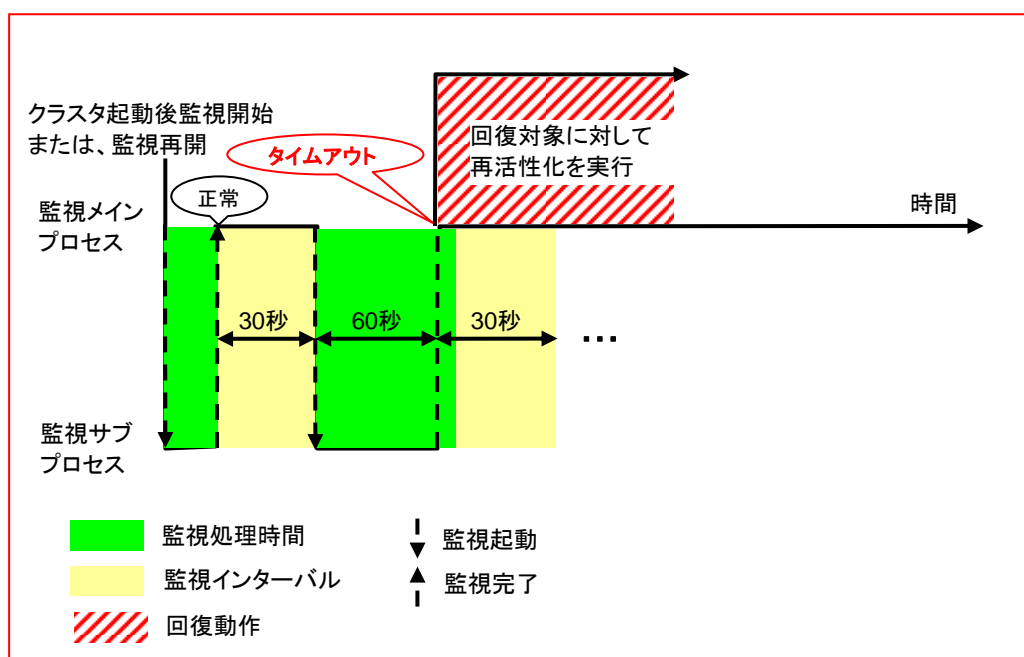 クラスタ起動後監視開始
または、監視再開
タイムアウト
回復対象に対して
再活性化を実行
正常
監視メイン
プロセス
時間
30秒
60秒
30秒
…
監視サブ
プロセス
監視処理時間
監視起動
監視インターバル
監視完了
回復動作